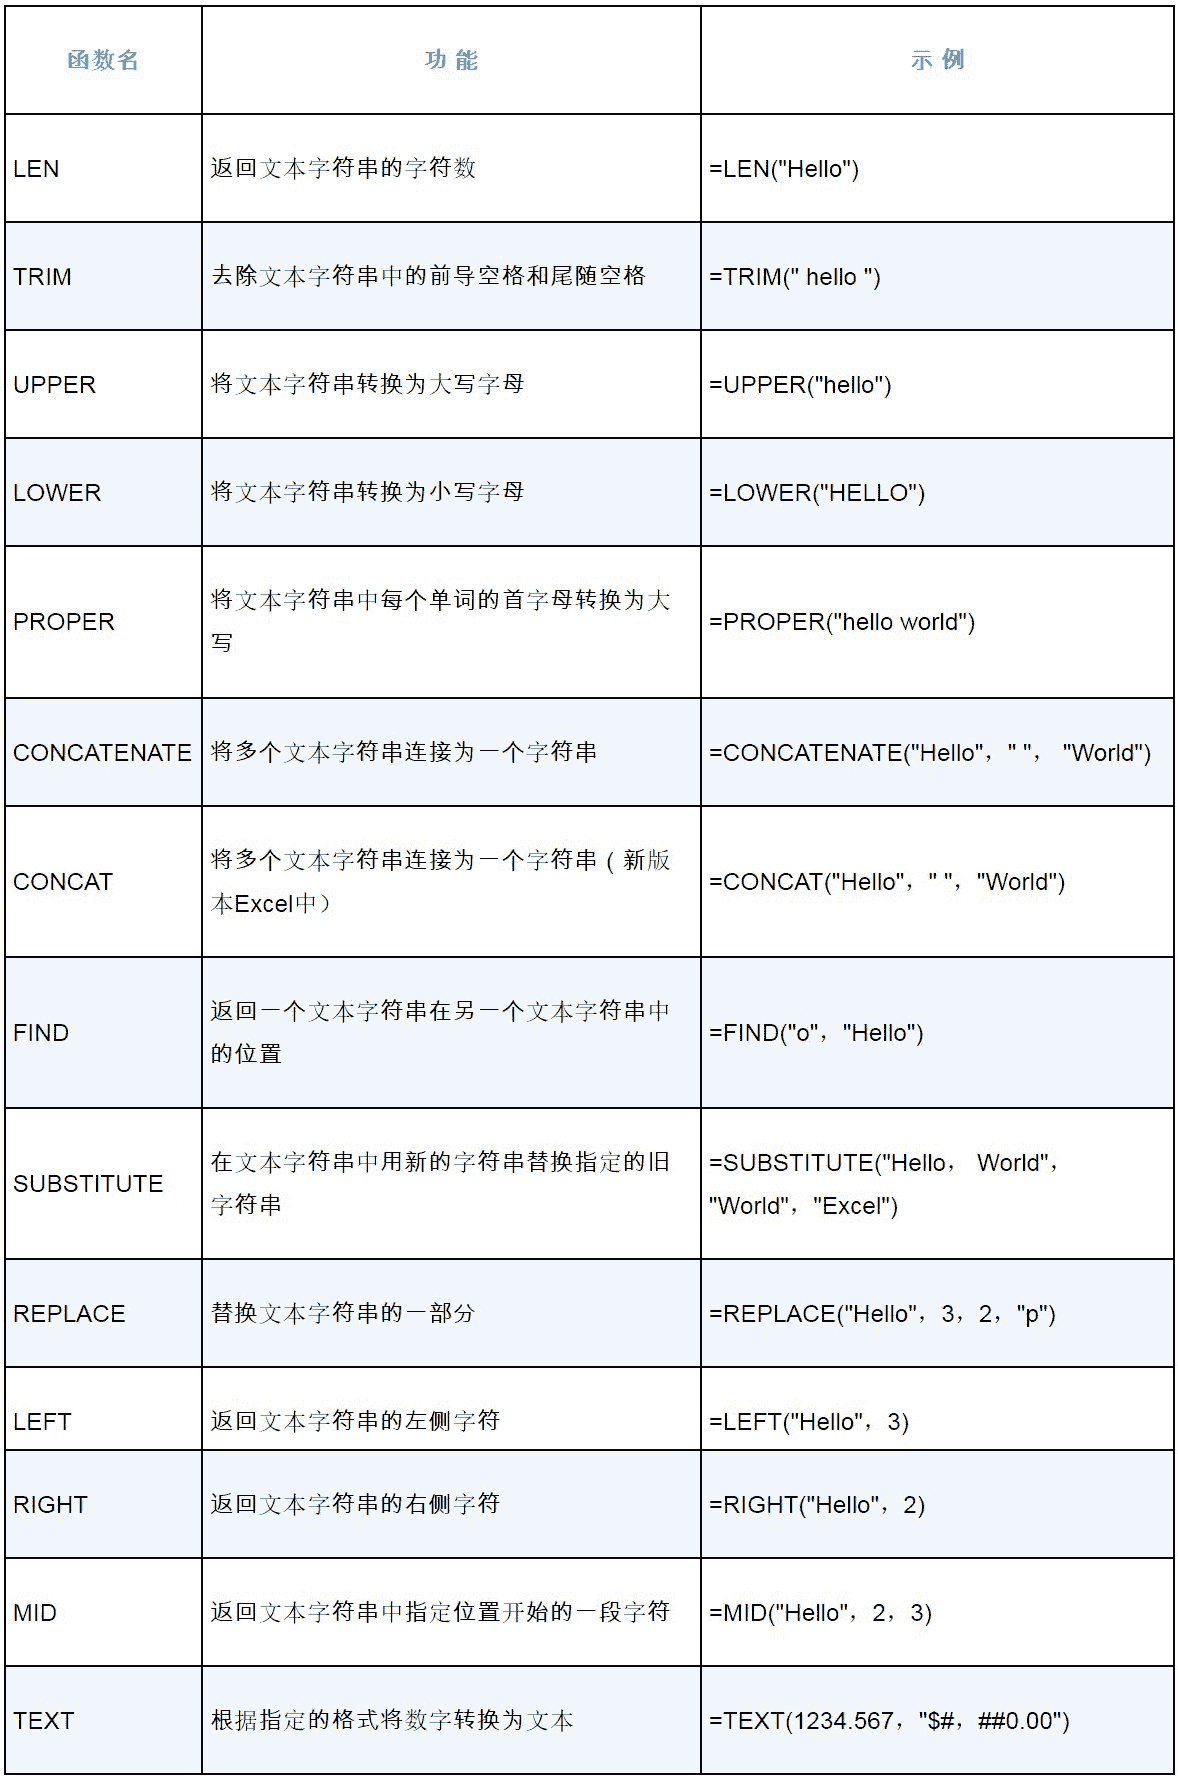 函数名 功 能 示 例
LEN 返回文本字符串的字符数 =LEN("Hello")
TRIM 去除文本字符串中的前导空格和尾随空格 =TRIM(" hello ")
UPPER 将文本字符串转换为大写字母 =UPPER("hello")
LOWER 将文本字符串转换为小写字母 =LOWER("HELLO")
PROPER 将文本字符串中每个单词的首字母转换为大
写 =PROPER("hello world")
CONCATENATE 将多个文本字符串连接为一个字符串 =CONCATENATE("Hello"，" "， "World")
CONCAT 将多个文本字符串连接为一个字符串（新版
本Excel中） =CONCAT("Hello"，" "，"World")
FIND 返回一个文本字符串在另一个文本字符串中
的位置 =FIND("o"，"Hello")
SUBSTITUTE 在文本字符串中用新的字符串替换指定的旧
字符串 =SUBSTITUTE("Hello， World"，
"World"，"Excel")
REPLACE 替换文本字符串的一部分 =REPLACE("Hello"，3，2，"p")
LEFT 返回文本字符串的左侧字符 =LEFT("Hello"，3)
RIGHT 返回文本字符串的右侧字符 =RIGHT("Hello"，2)
MID 返回文本字符串中指定位置开始的一段字符 =MID("Hello"，2，3)
TEXT 根据指定的格式将数字转换为文本 =TEXT(1234.567，"$#，##0.00")